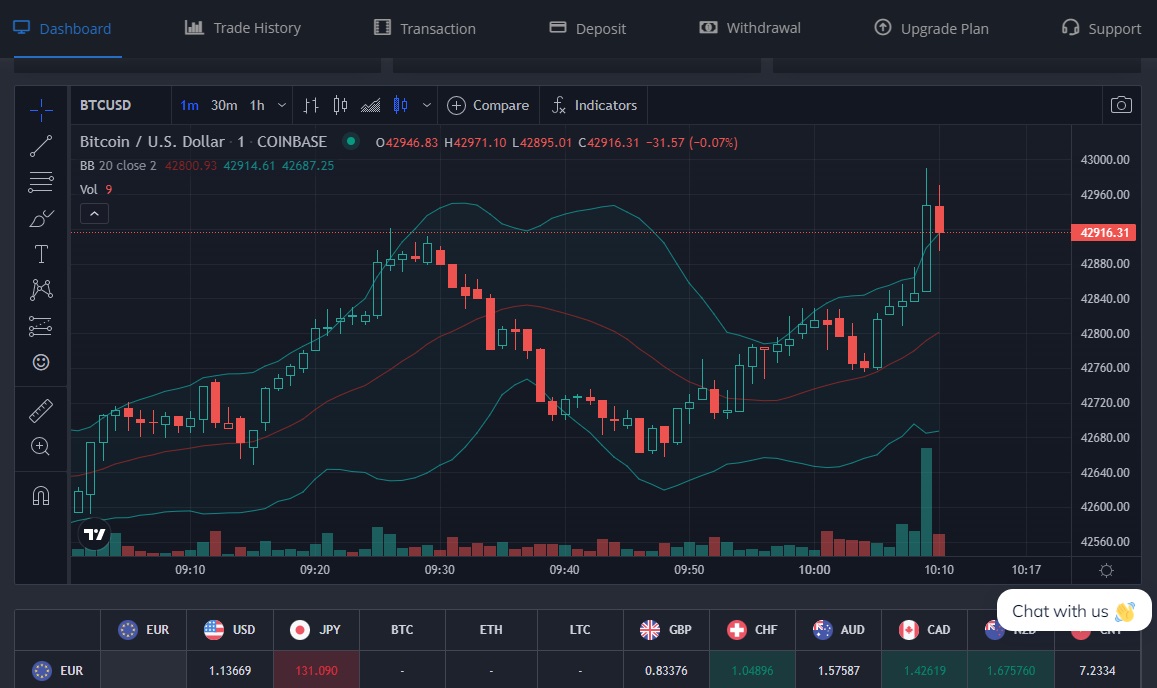 Dashboard Trade History Transaction Deposit Withdrawal Upgrade Plan Support
BTCUSD 1m 30m 1h Compare Indicators
Bitcoin / U.S. Dollar · 1 · COINBASE O42946.83 H42971.10 L42895.01 C42916.31 −31.57 (−0.07%)
BB 20 close 2 42800.93 42914.61 42687.25
Vol 9
43000.00
42960.00
42916.31
42880.00
42840.00
42800.00
42760.00
42720.00
42680.00
42640.00
42600.00
42560.00
09:10 09:20 09:30 09:40 09:50 10:00 10:10 10:17
Chat with us
EUR USD JPY BTC ETH LTC GBP CHF AUD CAD
EUR 1.13669 131.090 - - - 0.83376 1.04896 1.57587 1.42619 1.675760 7.2334